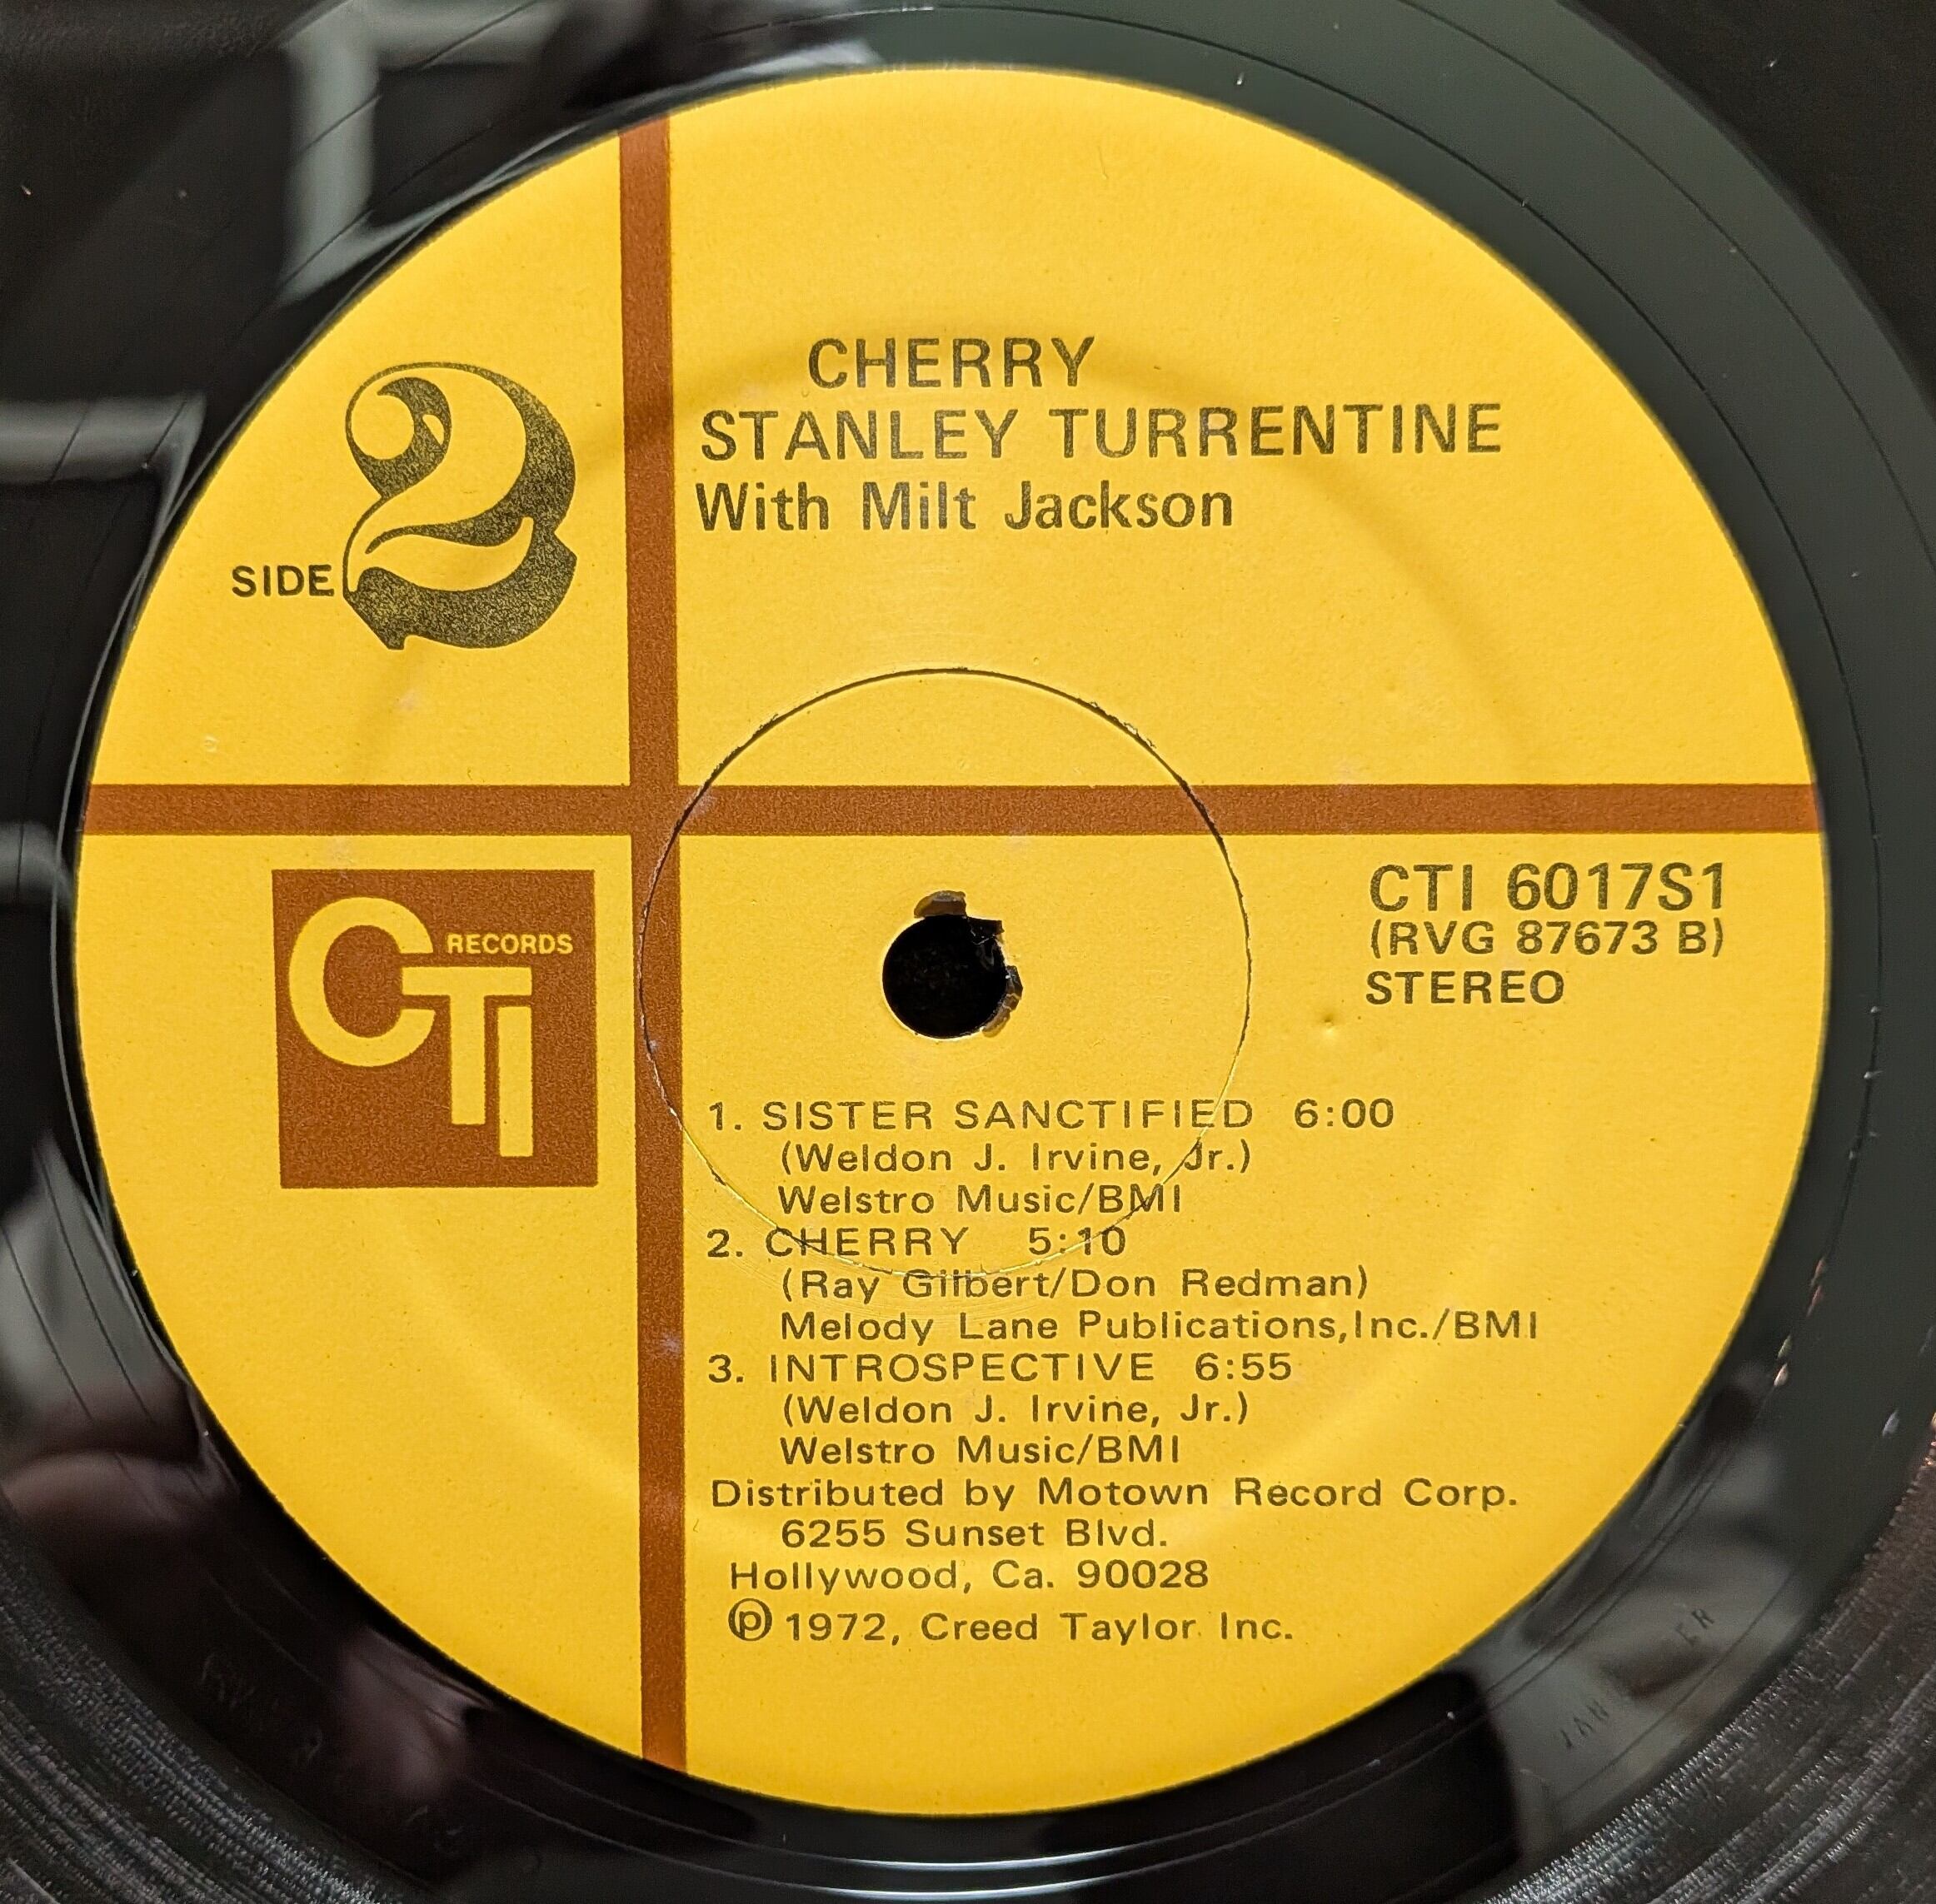 CHERRY
STANLEY TURRENTINE
With Milt Jackson
SIDE 2
CTI RECORDS
CTI 6017S1
(RVG 87673 B)
STEREO
1. SISTER SANCTIFIED 6:00
(Weldon J. Irvine, Jr.)
Welstro Music/BMI
2. CHERRY 5:10
(Ray Gilbert/Don Redman)
Melody Lane Publications,Inc./BMI
3. INTROSPECTIVE 6:55
(Weldon J. Irvine, Jr.)
Welstro Music/BMI
Distributed by Motown Record Corp.
6255 Sunset Blvd.
Hollywood, Ca. 90028
℗ 1972, Creed Taylor Inc.